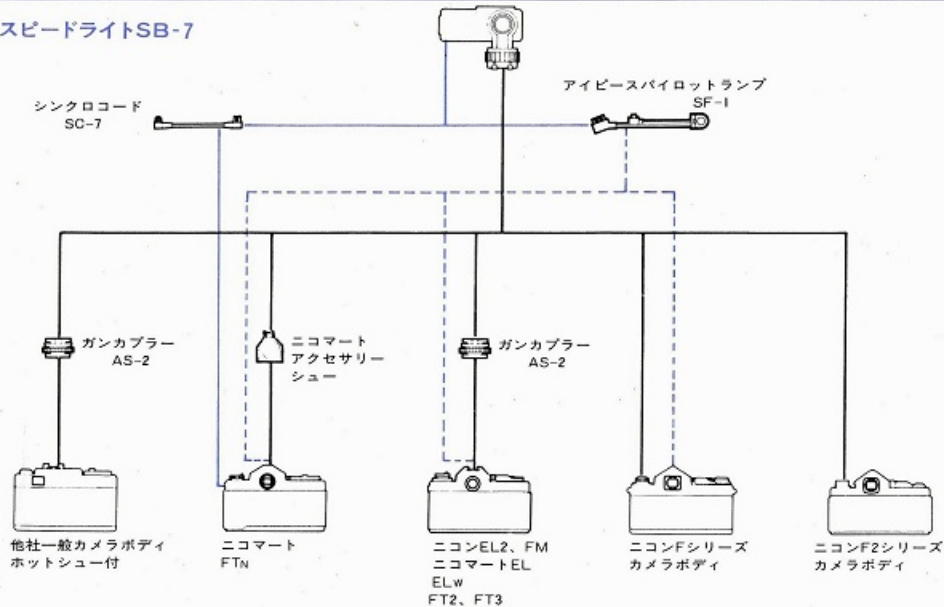 スピードライトSB-7
シンクロコード
SC-7
アイピースパイロットランプ
SF-1
ガンカプラー
AS-2
ニコマート
アクセサリー
シュー
ガンカプラー
AS-2
他社一般カメラボディ
ホットシュー付
ニコマート
FTN
ニコンEL2、FM
ニコマートEL
ELW
FT2、FT3
ニコンFシリーズ
カメラボディ
ニコンF2シリーズ
カメラボディ